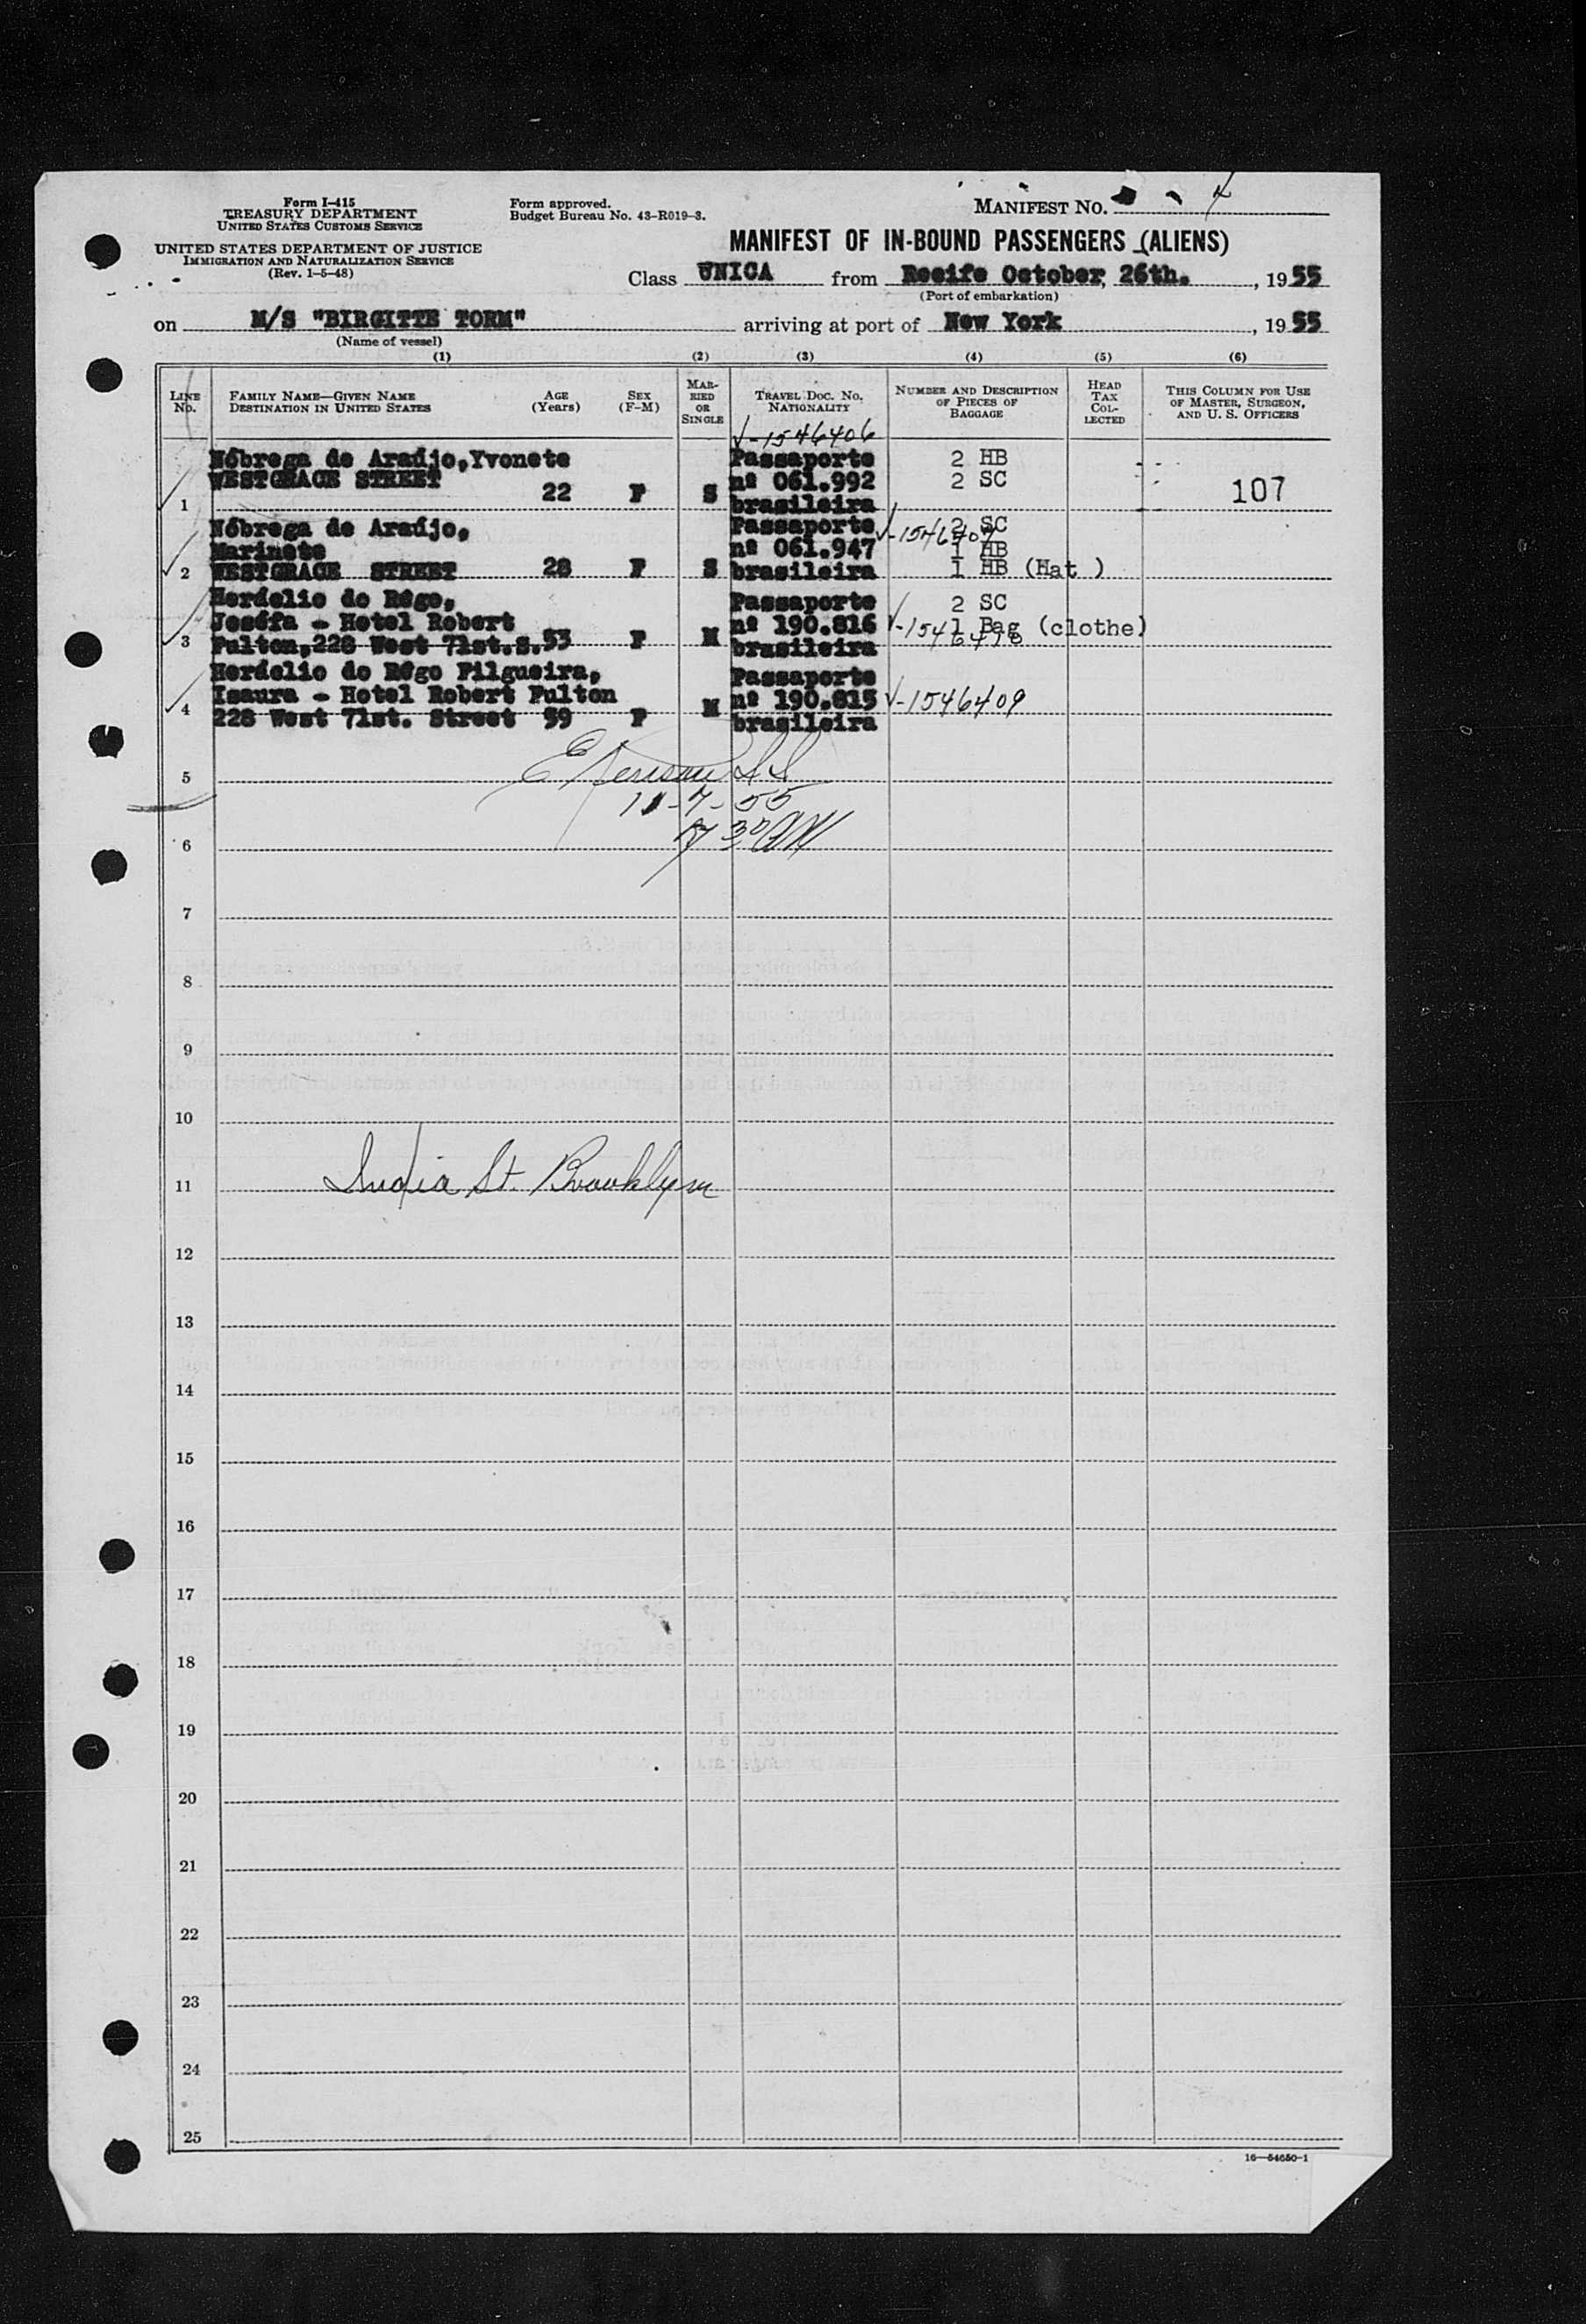 Form I-415
TREASURY DEPARTMENT
UNITED STATES CUSTOMS SERVICE
UNITED STATES DEPARTMENT OF JUSTICE
IMMIGRATION AND NATURALIZATION SERVICE
(Rev. 1-5-48)
Form approved.
Budget Bureau No. 43-R019-3.
MANIFEST No. 4
MANIFEST OF IN-BOUND PASSENGERS (ALIENS)
Class UNICA from Recife October, 26th., 1955
(Port of embarkation)
on M/S "BIRGITTE TORM" arriving at port of New York, 1955
(Name of vessel)
(1) (2) (3) (4) (5) (6)
LINE No.
FAMILY NAME—GIVEN NAME
DESTINATION IN UNITED STATES
AGE (Years)
SEX (F-M)
MARRIED OR SINGLE
TRAVEL DOC. NO. NATIONALITY
NUMBER AND DESCRIPTION OF PIECES OF BAGGAGE
HEAD TAX COLLECTED
THIS COLUMN FOR USE OF MASTER, SURGEON, AND U. S. OFFICERS
V-1546406
Nóbrega de Araújo,Yvonete Passaporte 2 HB
WESTGRACE STREET nº 061.992 2 SC
1 22 F S brasileira 107
Nóbrega de Araújo, Passaporte 2 SC
V-1546407
Marinete nº 061.947 1 HB
2 WESTGRACE STREET 28 F S brasileira 1 HB (Hat )
Herdelio do Rêgo, Passaporte 2 SC
Joséfa - Hotel Robert nº 190.816 1 Bag (clothe)
3 Fulton,228 West 71st.S.53 F M brasileira
Herdelio do Rêgo Filgueira, Passaporte
Isaura - Hotel Robert Fulton nº 190.815 V-1546409
4 228 West 71st. Street 59 F M brasileira
5
11-7-55
6
7
8
9
10
11 India St. Brooklyn
12
13
14
15
16
17
18
19
20
21
22
23
24
25
16—54650-1